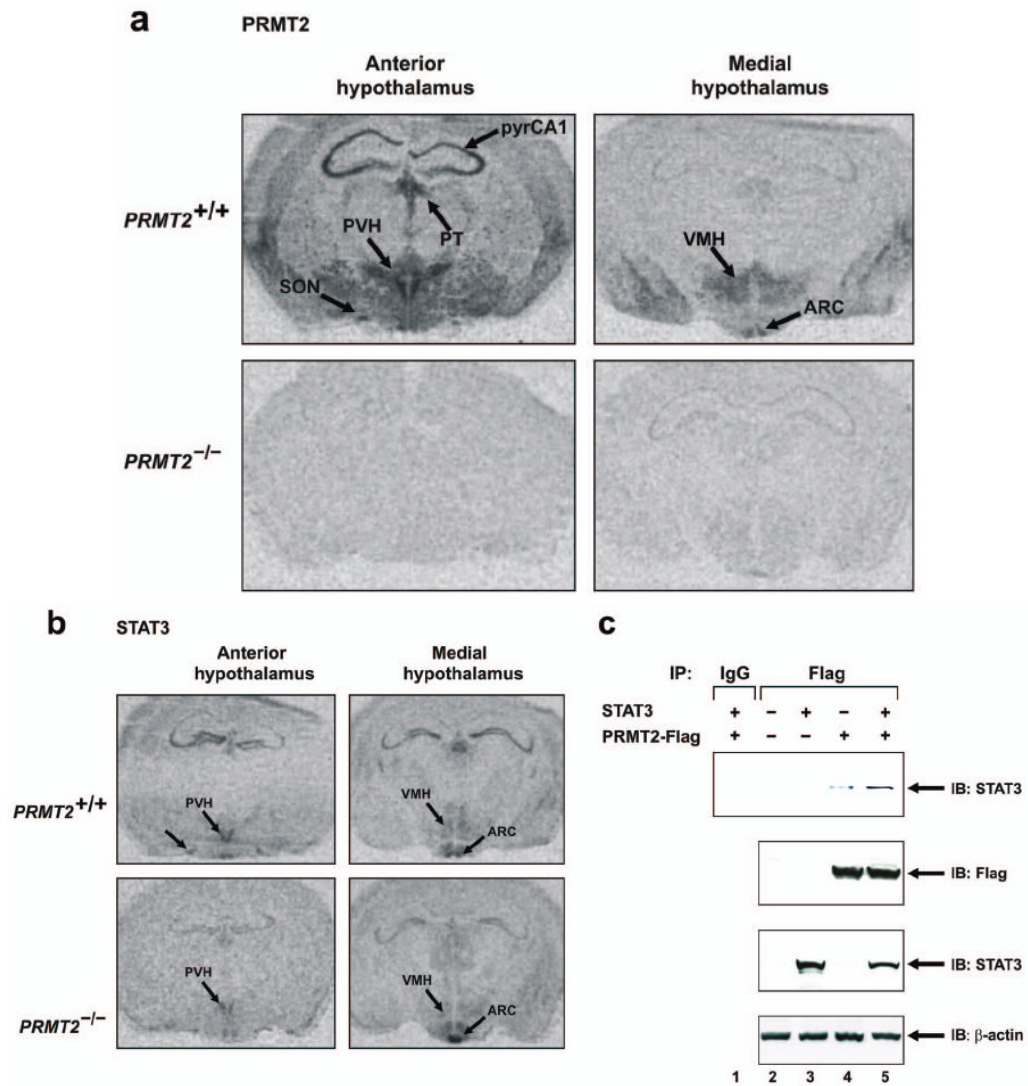 a PRMT2
Anterior hypothalamus
Medial hypothalamus
PRMT2+/+
pyrCA1
PVH
PT
SON
VMH
ARC
PRMT2−/−
b STAT3
Anterior hypothalamus
Medial hypothalamus
PRMT2+/+
PVH
VMH
ARC
PRMT2−/−
PVH
VMH
ARC
c
IP: IgG Flag
STAT3 + − + − +
PRMT2-Flag + − − + +
IB: STAT3
IB: Flag
IB: STAT3
IB: β-actin
1 2 3 4 5